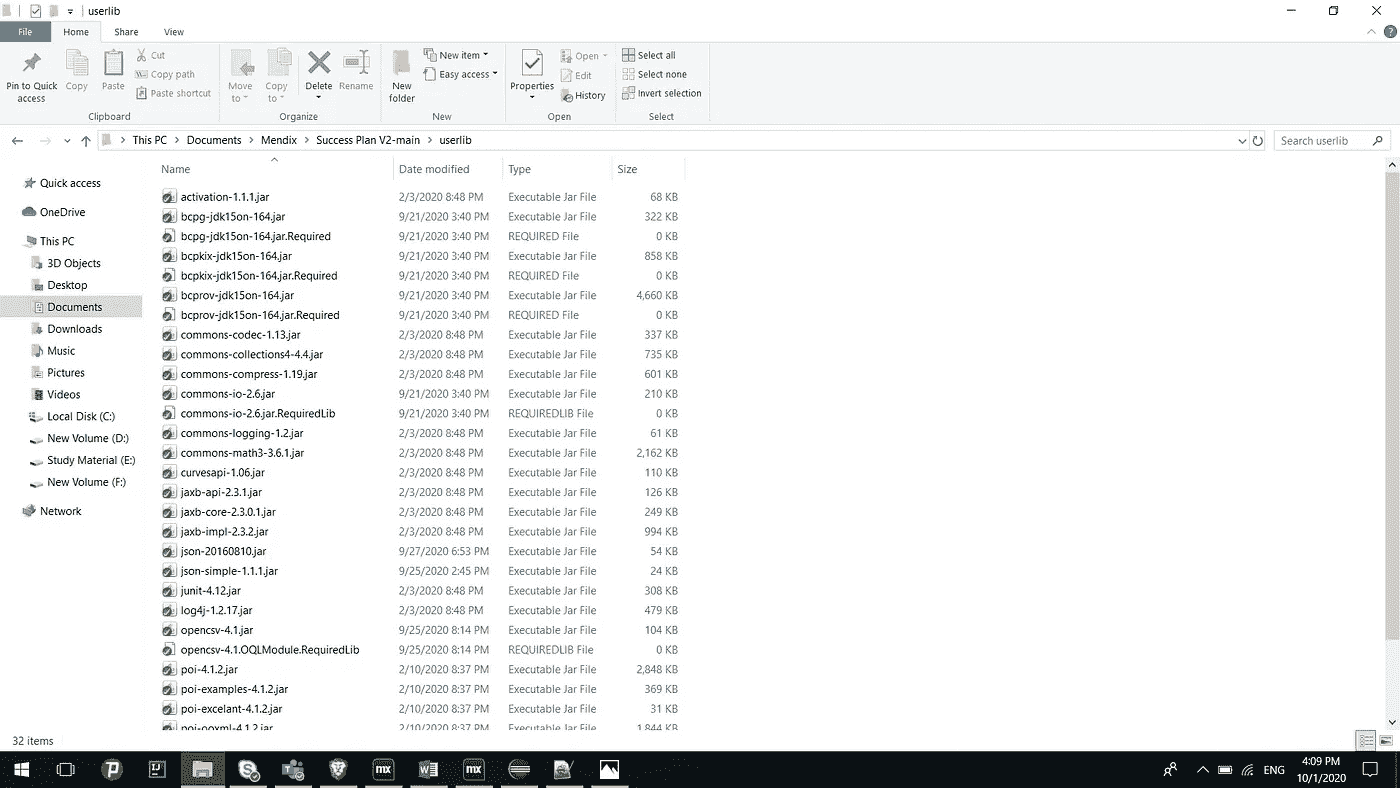 userlib
File Home Share View
Pin to Quick access
Copy
Paste
Cut
Copy path
Paste shortcut
Clipboard
Move to
Copy to
Delete
Rename
Organize
New folder
New item
Easy access
New
Properties
Open
Edit
History
Open
Select all
Select none
Invert selection
Select
This PC > Documents > Mendix > Success Plan V2-main > userlib
Search userlib
Quick access
OneDrive
This PC
3D Objects
Desktop
Documents
Downloads
Music
Pictures
Videos
Local Disk (C:)
New Volume (D:)
Study Material (E:)
New Volume (F:)
Network
Name Date modified Type Size
activation-1.1.1.jar 2/3/2020 8:48 PM Executable Jar File 68 KB
bcpg-jdk15on-164.jar 9/21/2020 3:40 PM Executable Jar File 322 KB
bcpg-jdk15on-164.jar.Required 9/21/2020 3:40 PM REQUIRED File 0 KB
bcpkix-jdk15on-164.jar 9/21/2020 3:40 PM Executable Jar File 858 KB
bcpkix-jdk15on-164.jar.Required 9/21/2020 3:40 PM REQUIRED File 0 KB
bcprov-jdk15on-164.jar 9/21/2020 3:40 PM Executable Jar File 4,660 KB
bcprov-jdk15on-164.jar.Required 9/21/2020 3:40 PM REQUIRED File 0 KB
commons-codec-1.13.jar 2/3/2020 8:48 PM Executable Jar File 337 KB
commons-collections4-4.4.jar 2/3/2020 8:48 PM Executable Jar File 735 KB
commons-compress-1.19.jar 2/3/2020 8:48 PM Executable Jar File 601 KB
commons-io-2.6.jar 9/21/2020 3:40 PM Executable Jar File 210 KB
commons-io-2.6.jar.RequiredLib 9/21/2020 3:40 PM REQUIREDLIB File 0 KB
commons-logging-1.2.jar 2/3/2020 8:48 PM Executable Jar File 61 KB
commons-math3-3.6.1.jar 2/3/2020 8:48 PM Executable Jar File 2,162 KB
curvesapi-1.06.jar 2/3/2020 8:48 PM Executable Jar File 110 KB
jaxb-api-2.3.1.jar 2/3/2020 8:48 PM Executable Jar File 126 KB
jaxb-core-2.3.0.1.jar 2/3/2020 8:48 PM Executable Jar File 249 KB
jaxb-impl-2.3.2.jar 2/3/2020 8:48 PM Executable Jar File 994 KB
json-20160810.jar 9/27/2020 6:53 PM Executable Jar File 54 KB
json-simple-1.1.1.jar 9/25/2020 2:45 PM Executable Jar File 24 KB
junit-4.12.jar 2/3/2020 8:48 PM Executable Jar File 308 KB
log4j-1.2.17.jar 2/3/2020 8:48 PM Executable Jar File 479 KB
opencsv-4.1.jar 9/25/2020 8:14 PM Executable Jar File 104 KB
opencsv-4.1.OQLModule.RequiredLib 9/25/2020 8:14 PM REQUIREDLIB File 0 KB
poi-4.1.2.jar 2/10/2020 8:37 PM Executable Jar File 2,848 KB
poi-examples-4.1.2.jar 2/10/2020 8:37 PM Executable Jar File 369 KB
poi-excelant-4.1.2.jar 2/10/2020 8:37 PM Executable Jar File 31 KB
poi-ooxml-4.1.2.jar 2/10/2020 8:37 PM Executable Jar File 1,844 KB
32 items
mx
mx
ENG
4:09 PM
10/1/2020